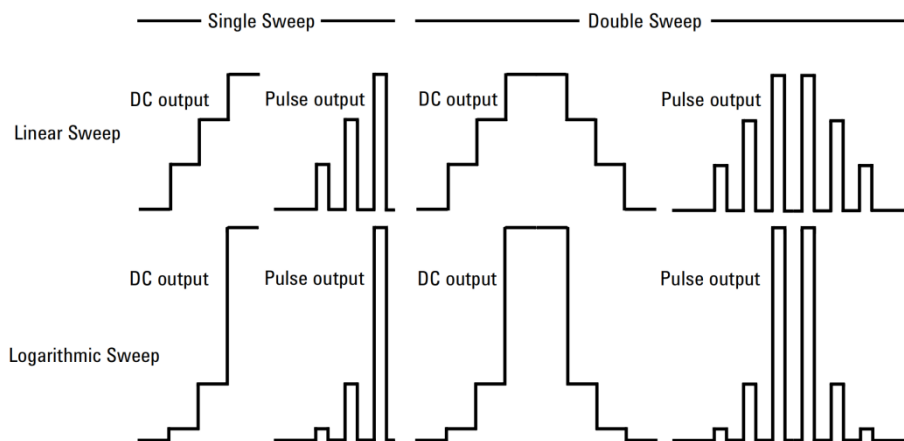 Single Sweep
Double Sweep
DC output
Pulse output
DC output
Pulse output
Linear Sweep
DC output
Pulse output
DC output
Pulse output
Logarithmic Sweep